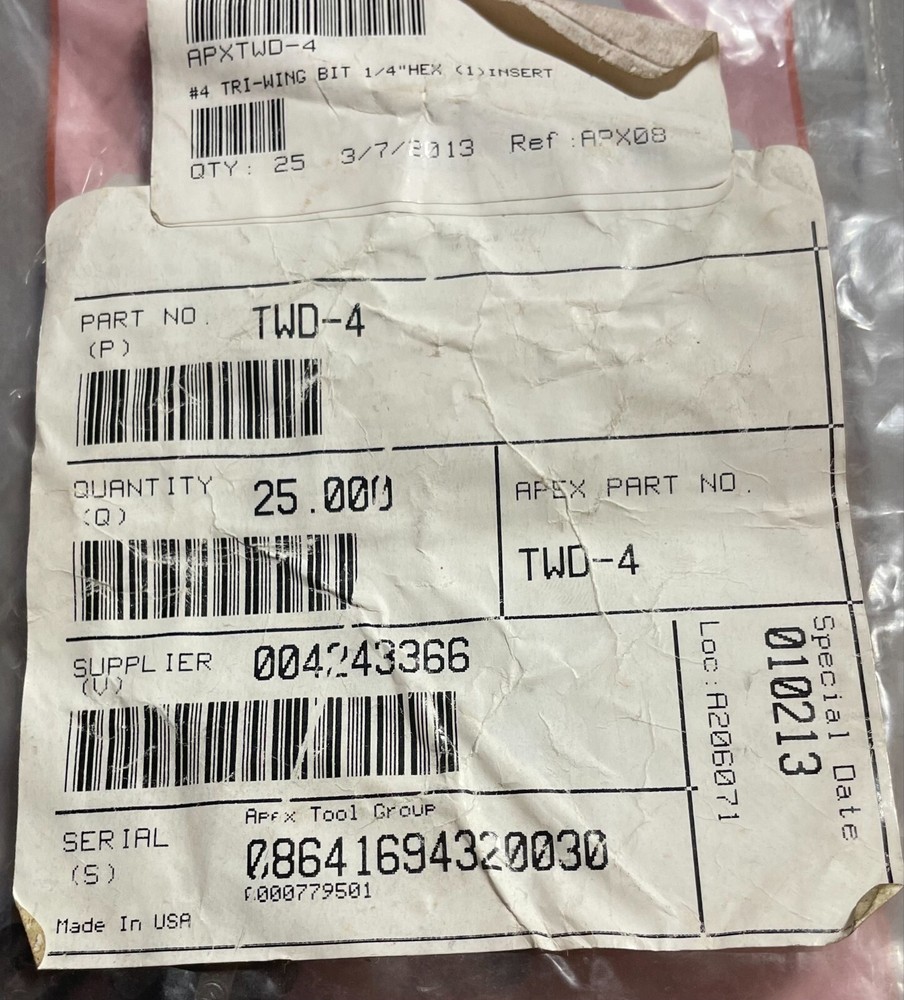 APXTWD-4
#4 TRI-WING BIT 1/4"HEX (1)INSERT
QTY: 25 3/7/2013 Ref :APX08
PART NO. TWD-4
(P)
QUANTITY 25.000
(Q)
APEX PART NO.
TWD-4
SUPPLIER 004243366
(V)
Special Date
010213
Loc:A206071
Apex Tool Group
SERIAL 08641694320030
(S)
000779501
Made In USA